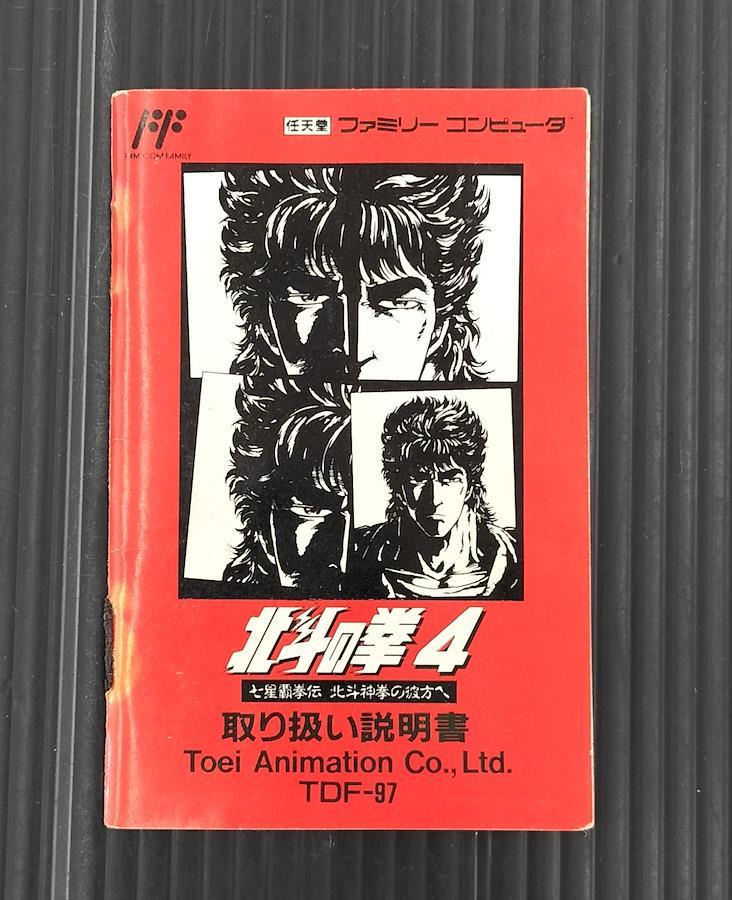 任天堂 ファミリー コンピュータ™
FAMICOM FAMILY
北斗の拳4
七星覇拳伝 北斗神拳の彼方へ
取り扱い説明書
Toei Animation Co., Ltd.
TDF-97